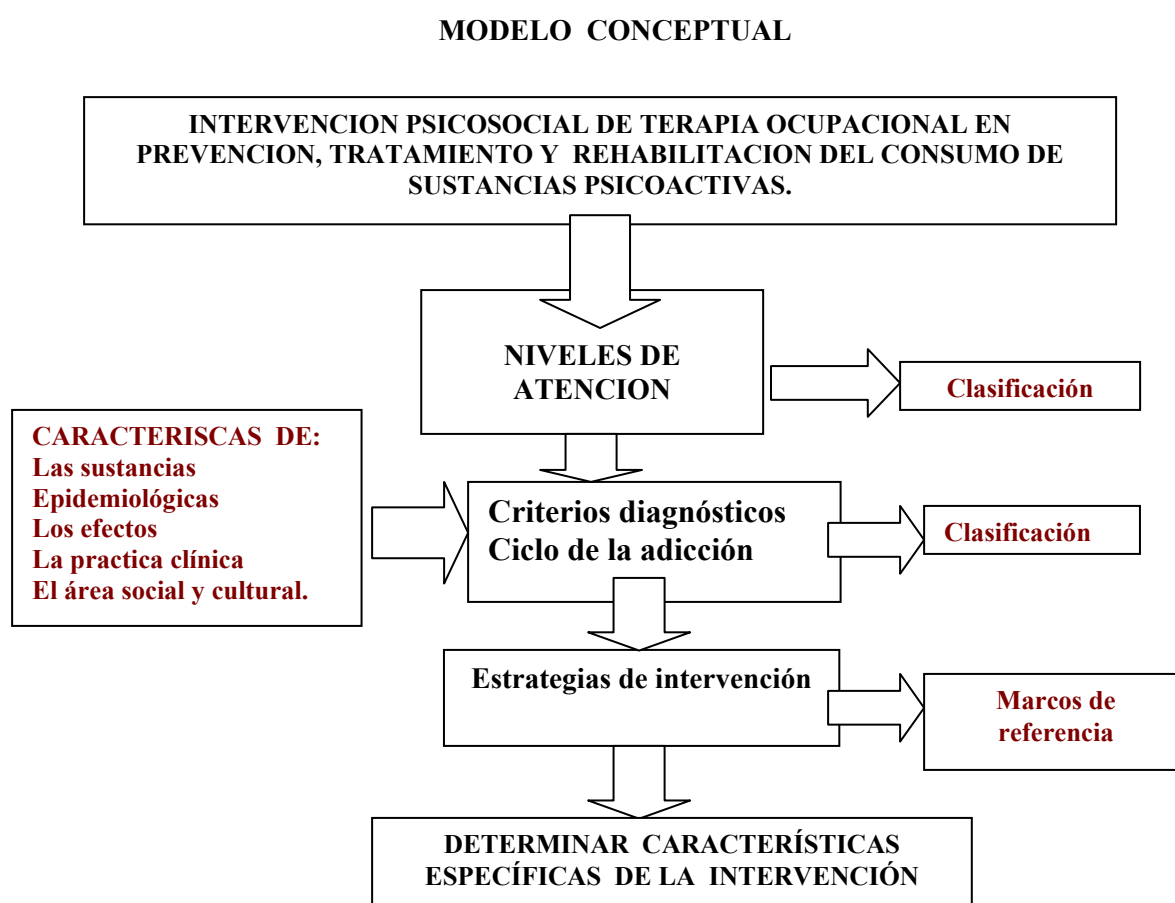 MODELO CONCEPTUAL
INTERVENCION PSICOSOCIAL DE TERAPIA OCUPACIONAL EN
PREVENCION, TRATAMIENTO Y REHABILITACION DEL CONSUMO DE
SUSTANCIAS PSICOACTIVAS.
NIVELES DE
ATENCION
Clasificación
CARACTERISCAS DE:
Las sustancias
Epidemiológicas
Los efectos
La practica clínica
El área social y cultural.
Criterios diagnósticos
Ciclo de la adicción
Clasificación
Estrategias de intervención
Marcos de
referencia
DETERMINAR CARACTERÍSTICAS
ESPECÍFICAS DE LA INTERVENCIÓN